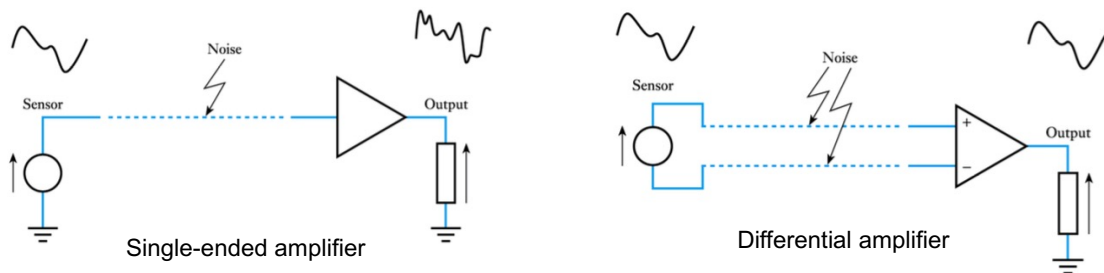 Noise
Sensor
Output
Single-ended amplifier
Noise
Sensor
+
−
Output
Differential amplifier